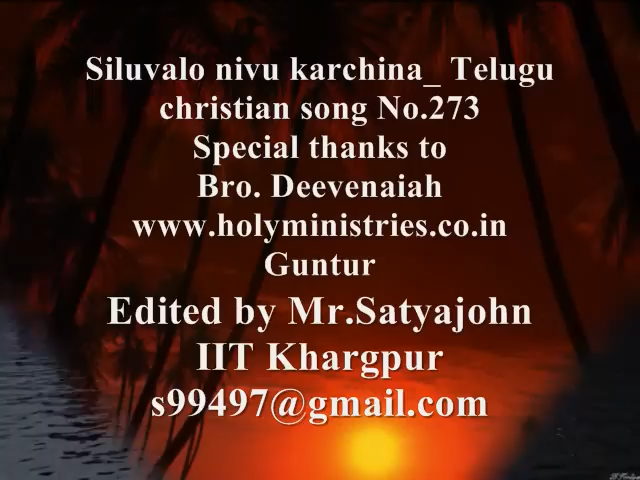 Siluvalo nivu karchina_ Telugu
christian song No.273
Special thanks to
Bro. Deevenaiah
www.holyministries.co.in
Guntur
Edited by Mr.Satyajohn
IIT Khargpur
s99497@gmail.com